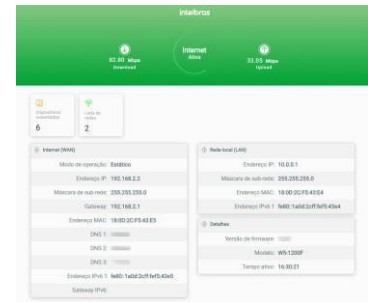 intelbras
Internet
Ativa
82.80 Mbps
Download
33.05 Mbps
Upload
Dispositivos
conectados
6
Lista de
redes
2
Internet (WAN)
Modo de operação: Estático
Endereço IP: 192.168.2.2
Máscara de sub-rede: 255.255.255.0
Gateway: 192.168.2.1
Endereço MAC: 18:0D:2C:F5:43:E5
DNS 1:
DNS 2:
DNS 3:
Endereço IPv6 1: fe80::1a0d:2cff:fef5:43e5
Gateway IPv6:
Rede local (LAN)
Endereço IP: 10.0.0.1
Máscara de sub-rede: 255.255.255.0
Endereço MAC: 18:0D:2C:F5:43:E4
Endereço IPv6 1: fe80::1a0d:2cff:fef5:43e4
Detalhes
Versão de firmware:
Modelo: W5-1200F
Tempo ativo: 16:30:21